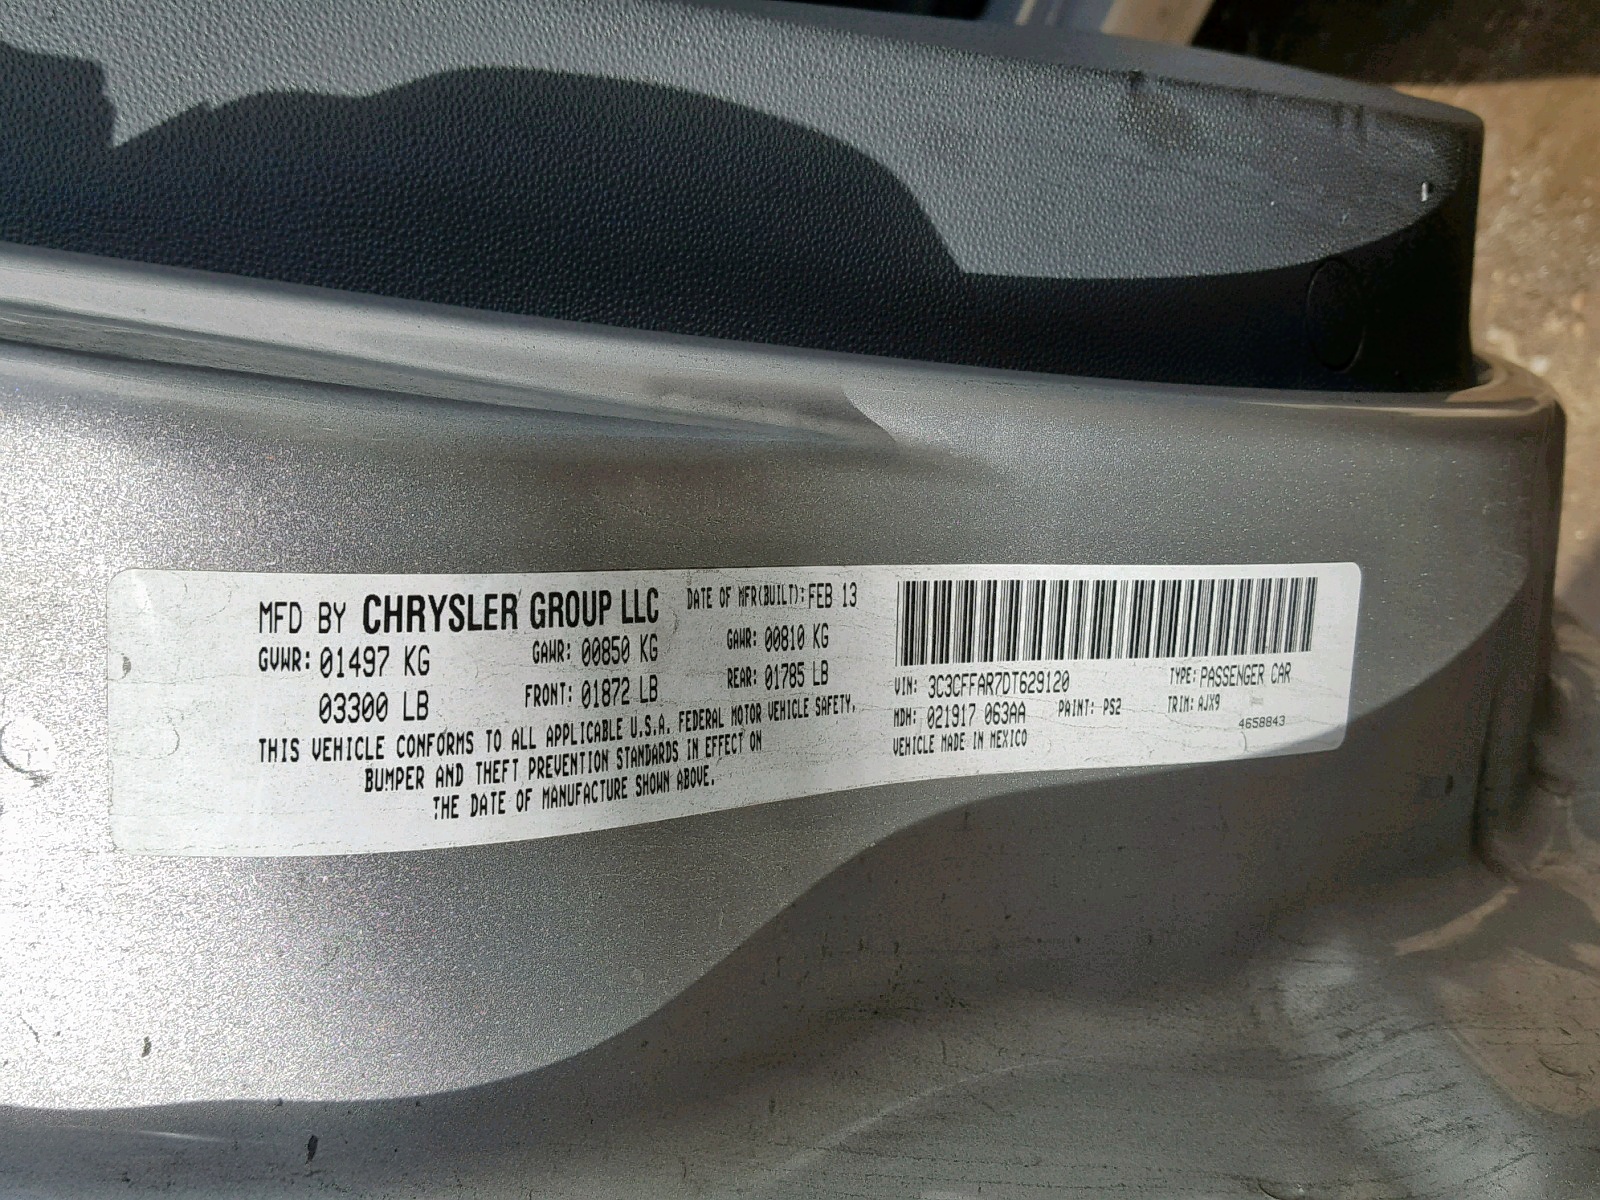 MFD BY CHRYSLER GROUP LLC DATE OF MFR(BUILT): FEB 13
GVWR: 01497 KG GAWR: 00850 KG GAWR: 00810 KG
03300 LB FRONT: 01872 LB REAR: 01785 LB
THIS VEHICLE CONFORMS TO ALL APPLICABLE U.S.A. FEDERAL MOTOR VEHICLE SAFETY,
BUMPER AND THEFT PREVENTION STANDARDS IN EFFECT ON
THE DATE OF MANUFACTURE SHOWN ABOVE.
VIN: 3C3CFFAR7DT629120 TYPE: PASSENGER CAR
MDH: 021917 063AA PAINT: PS2 TRIM: AJX9
VEHICLE MADE IN MEXICO 4658843